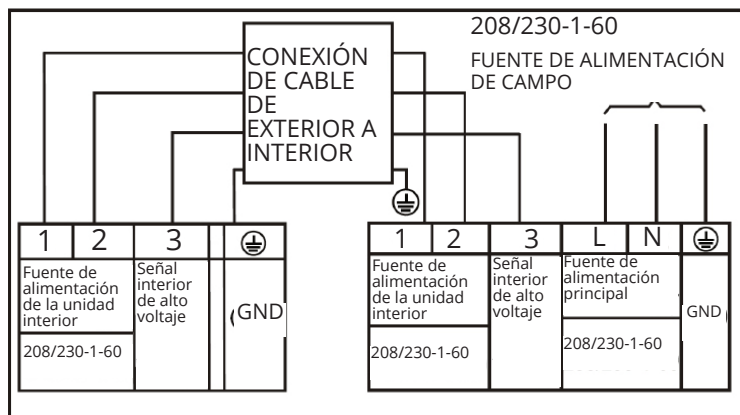 208/230-1-60
FUENTE DE ALIMENTACIÓN
DE CAMPO
CONEXIÓN
DE CABLE
DE
EXTERIOR A
INTERIOR
1 2 3
Fuente de
alimentación
de la unidad
interior
208/230-1-60
Señal
interior
de alto
voltaje
(GND
1 2 3 L N
Fuente de
alimentación
de la unidad
interior
208/230-1-60
Señal
interior
de alto
voltaje
Fuente de
alimentación
principal
208/230-1-60
GND